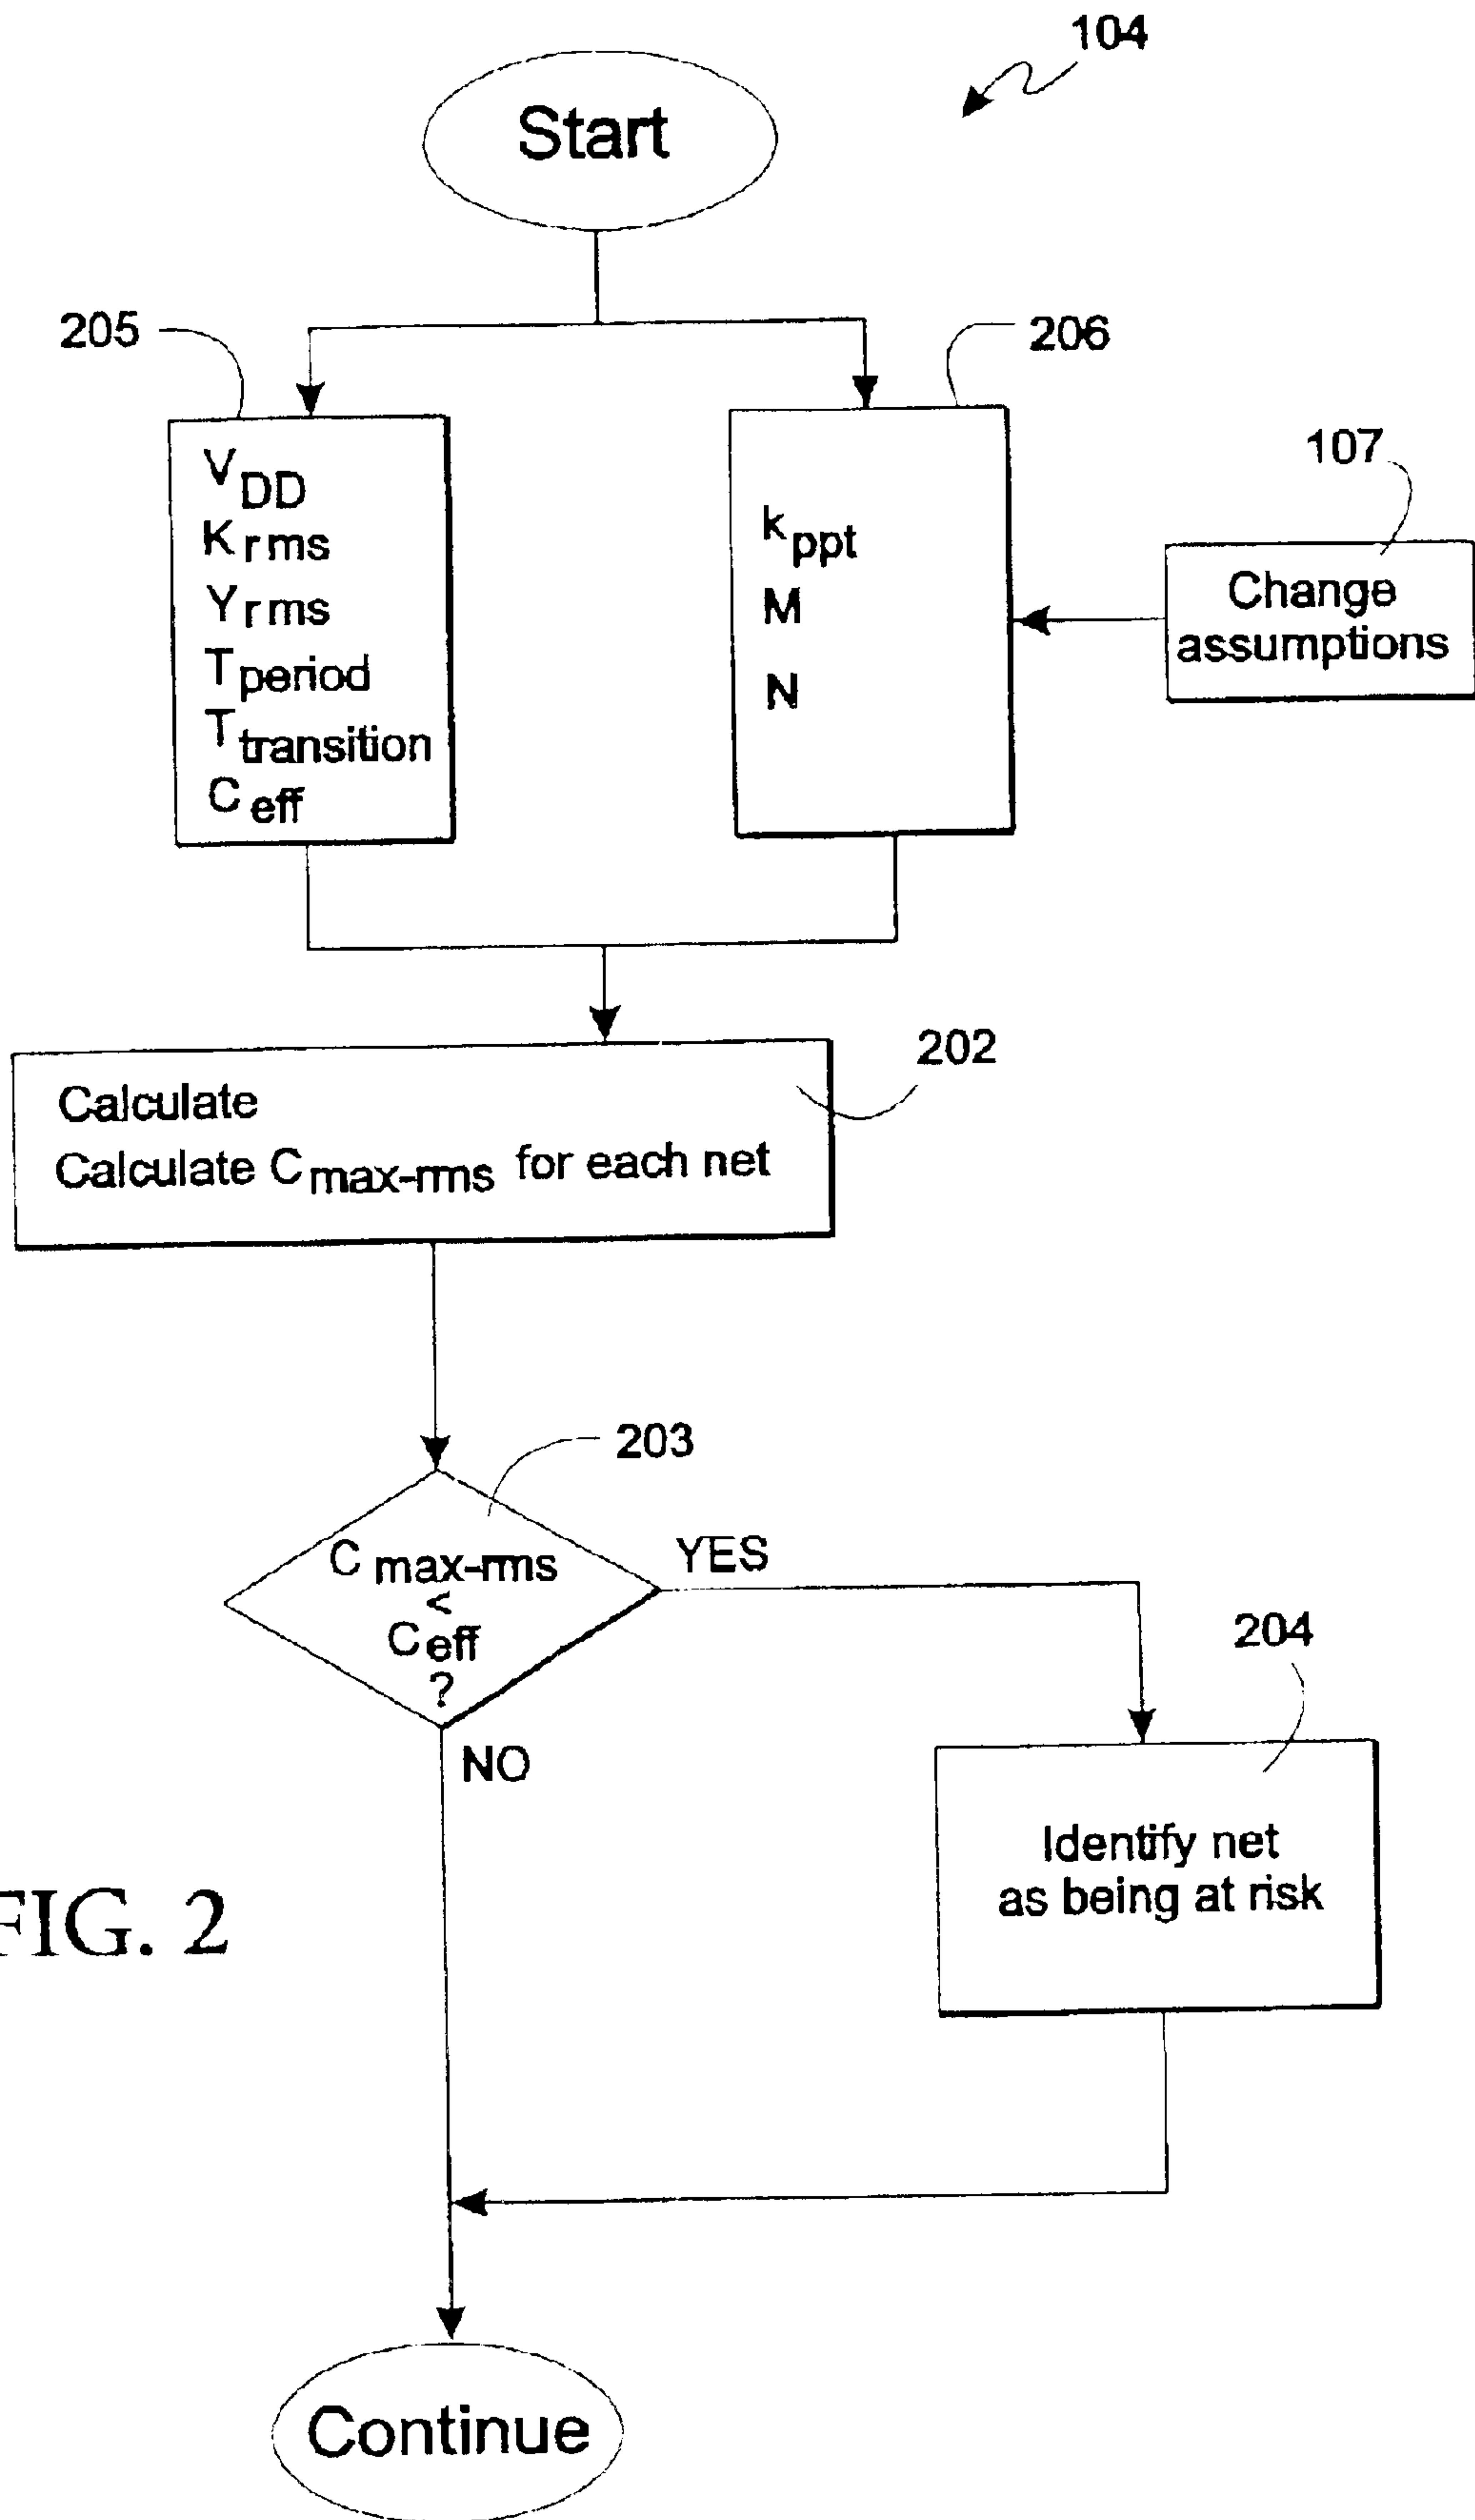 104
Start
205
206
107
VDD
Krms
Yrms
Tperiod
Ttransition
Ceff
kppt
M
N
Change
assumptions
202
Calculate
Calculate Cmax-rms for each net
203
Cmax-rms
<
Ceff
?
YES
NO
204
Identify net
as being at risk
FIG. 2
Continue